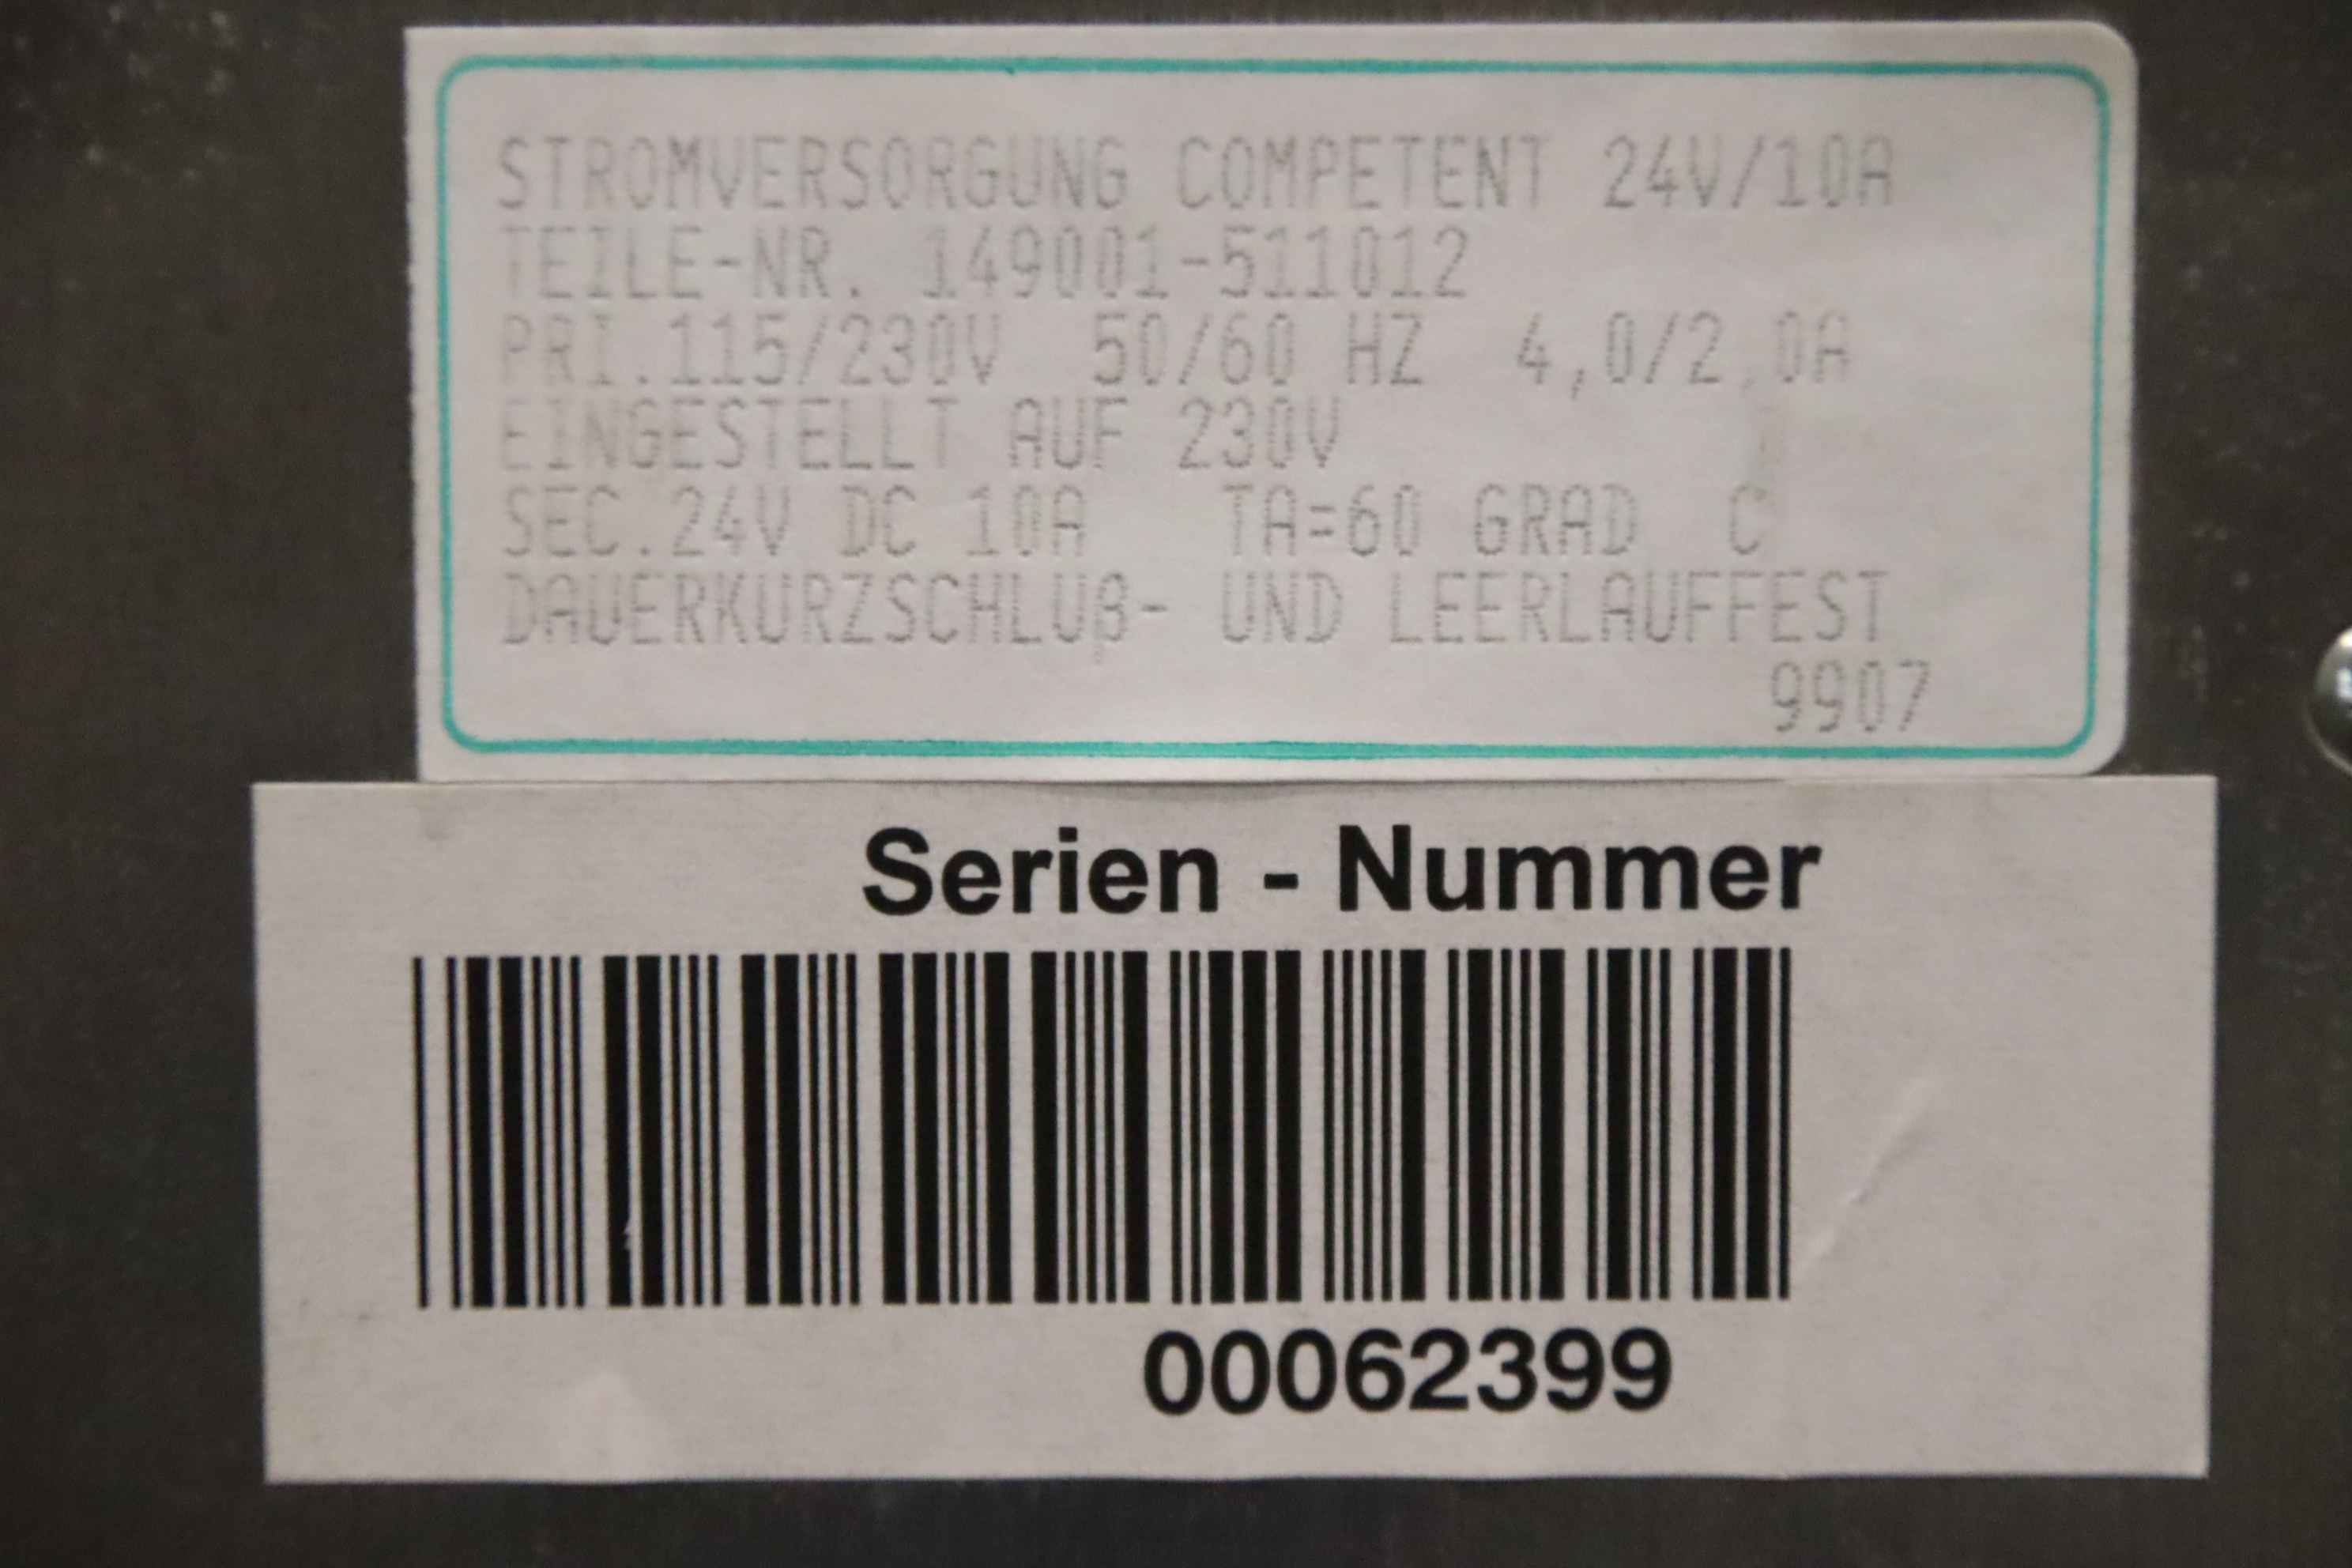 STROMVERSORGUNG COMPETENT 24V/10A
TEILE-NR. 149001-511012
PRI.115/230V 50/60 HZ 4,0/2,0A
EINGESTELLT AUF 230V
SEC.24V DC 10A TA=60 GRAD C
DAUERKURZSCHLUß- UND LEERLAUFFEST
9907
Serien - Nummer
00062399